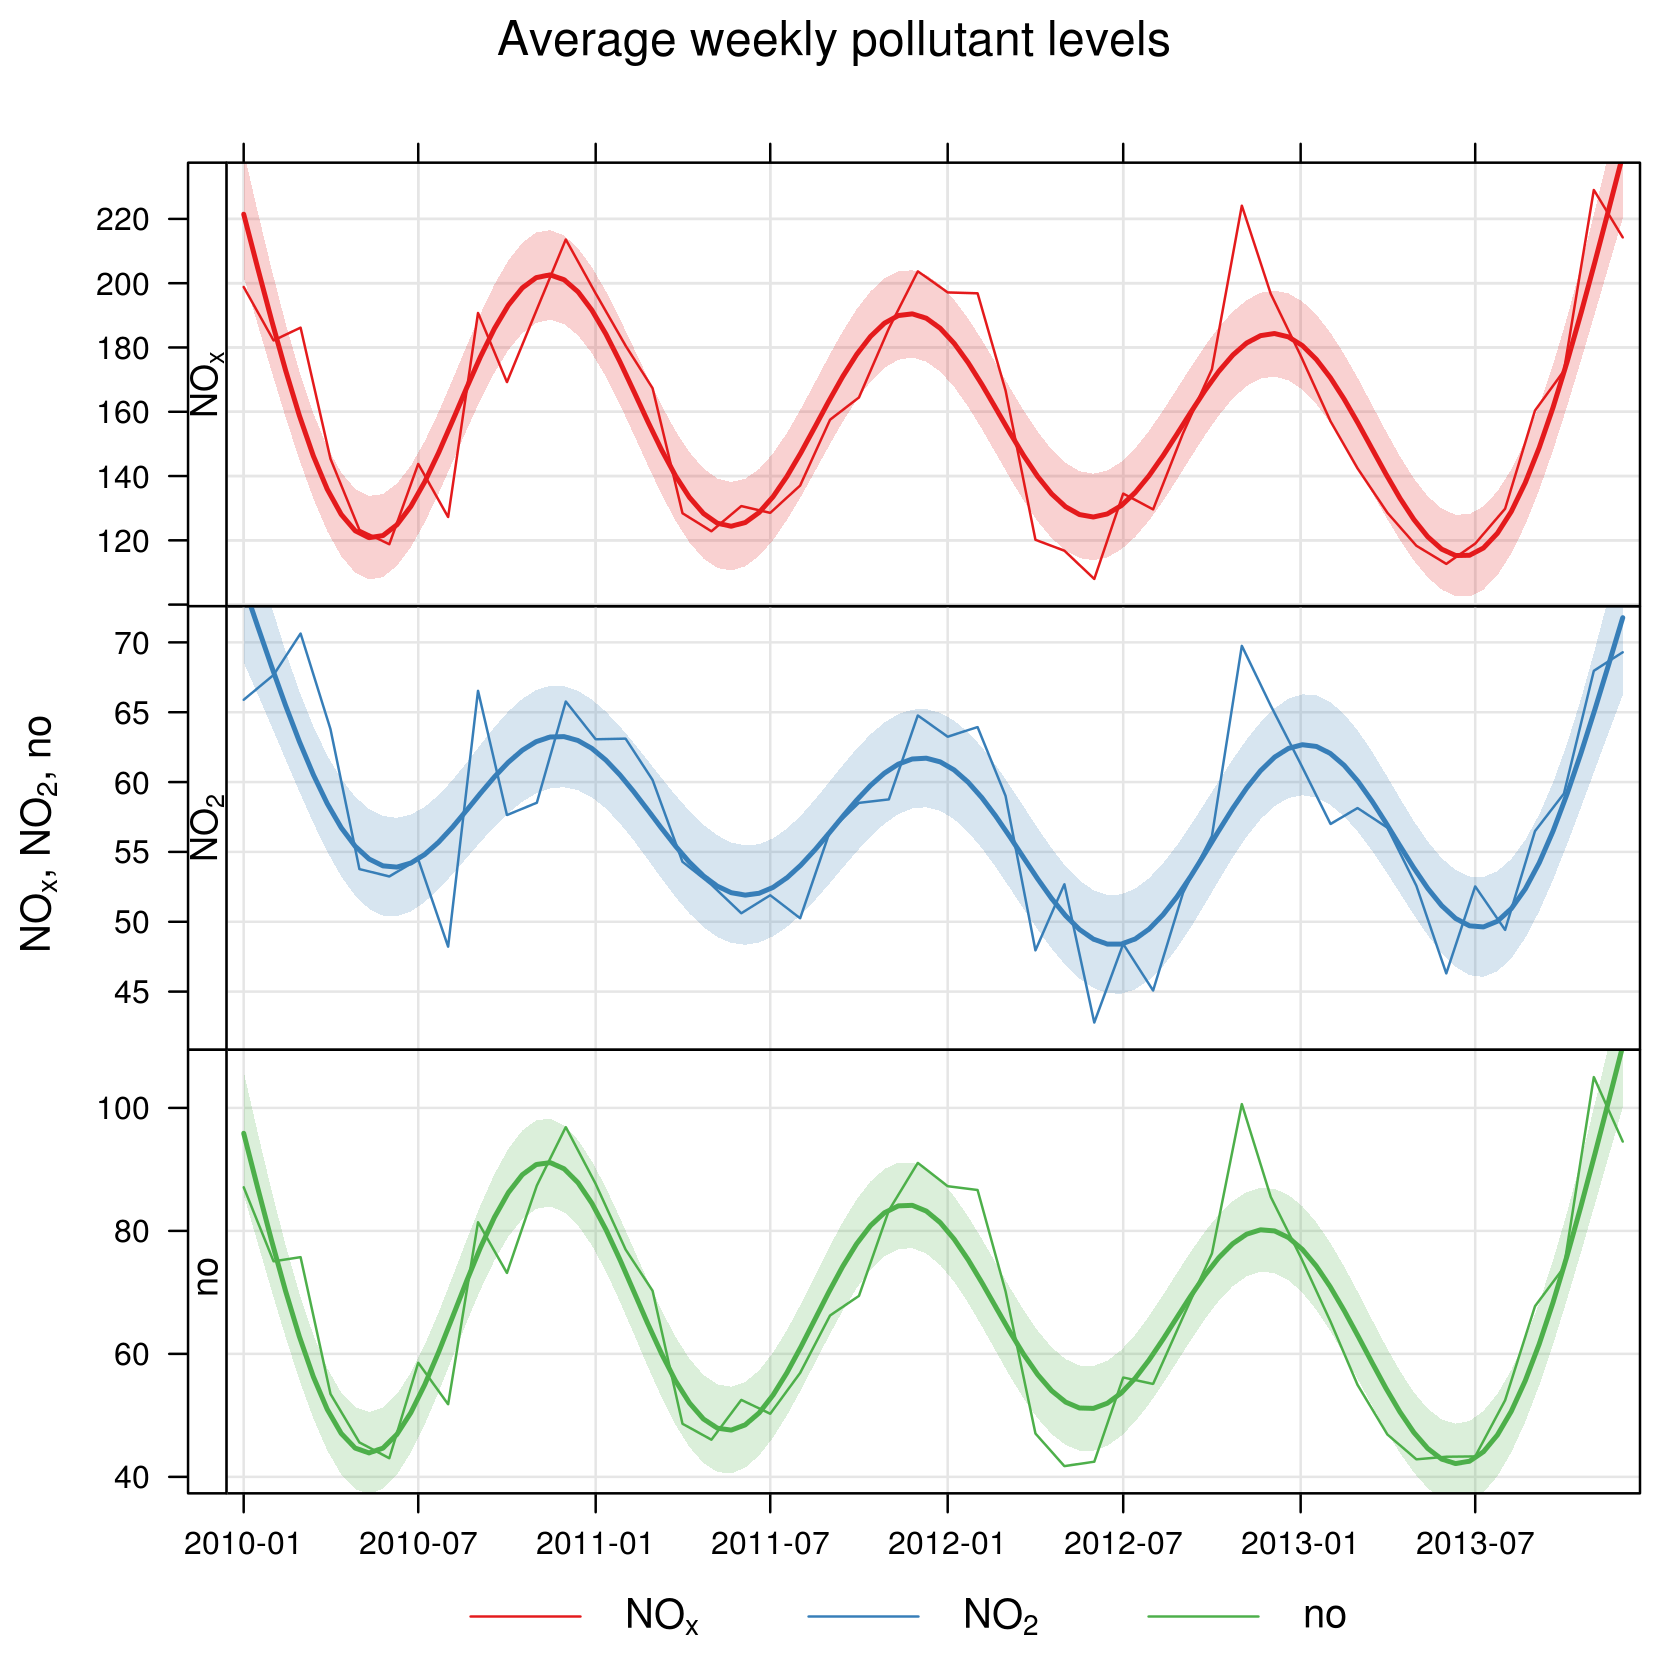 Average weekly pollutant levels
220
200
180
160
140
120
NOₓ
70
65
60
55
50
45
NO₂
100
80
60
40
no
NOₓ, NO₂, no
2010-01 2010-07 2011-01 2011-07 2012-01 2012-07 2013-01 2013-07
NOₓ NO₂ no